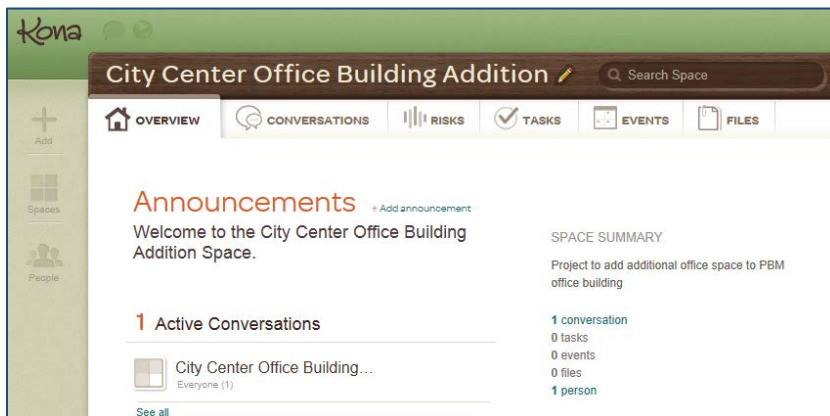 Kona
City Center Office Building Addition
Search Space
Add
Spaces
People
OVERVIEW
CONVERSATIONS
RISKS
TASKS
EVENTS
FILES
Announcements
+ Add announcement
Welcome to the City Center Office Building
Addition Space.
1 Active Conversations
City Center Office Building...
Everyone (1)
See all
SPACE SUMMARY
Project to add additional office space to PBM
office building
1 conversation
0 tasks
0 events
0 files
1 person